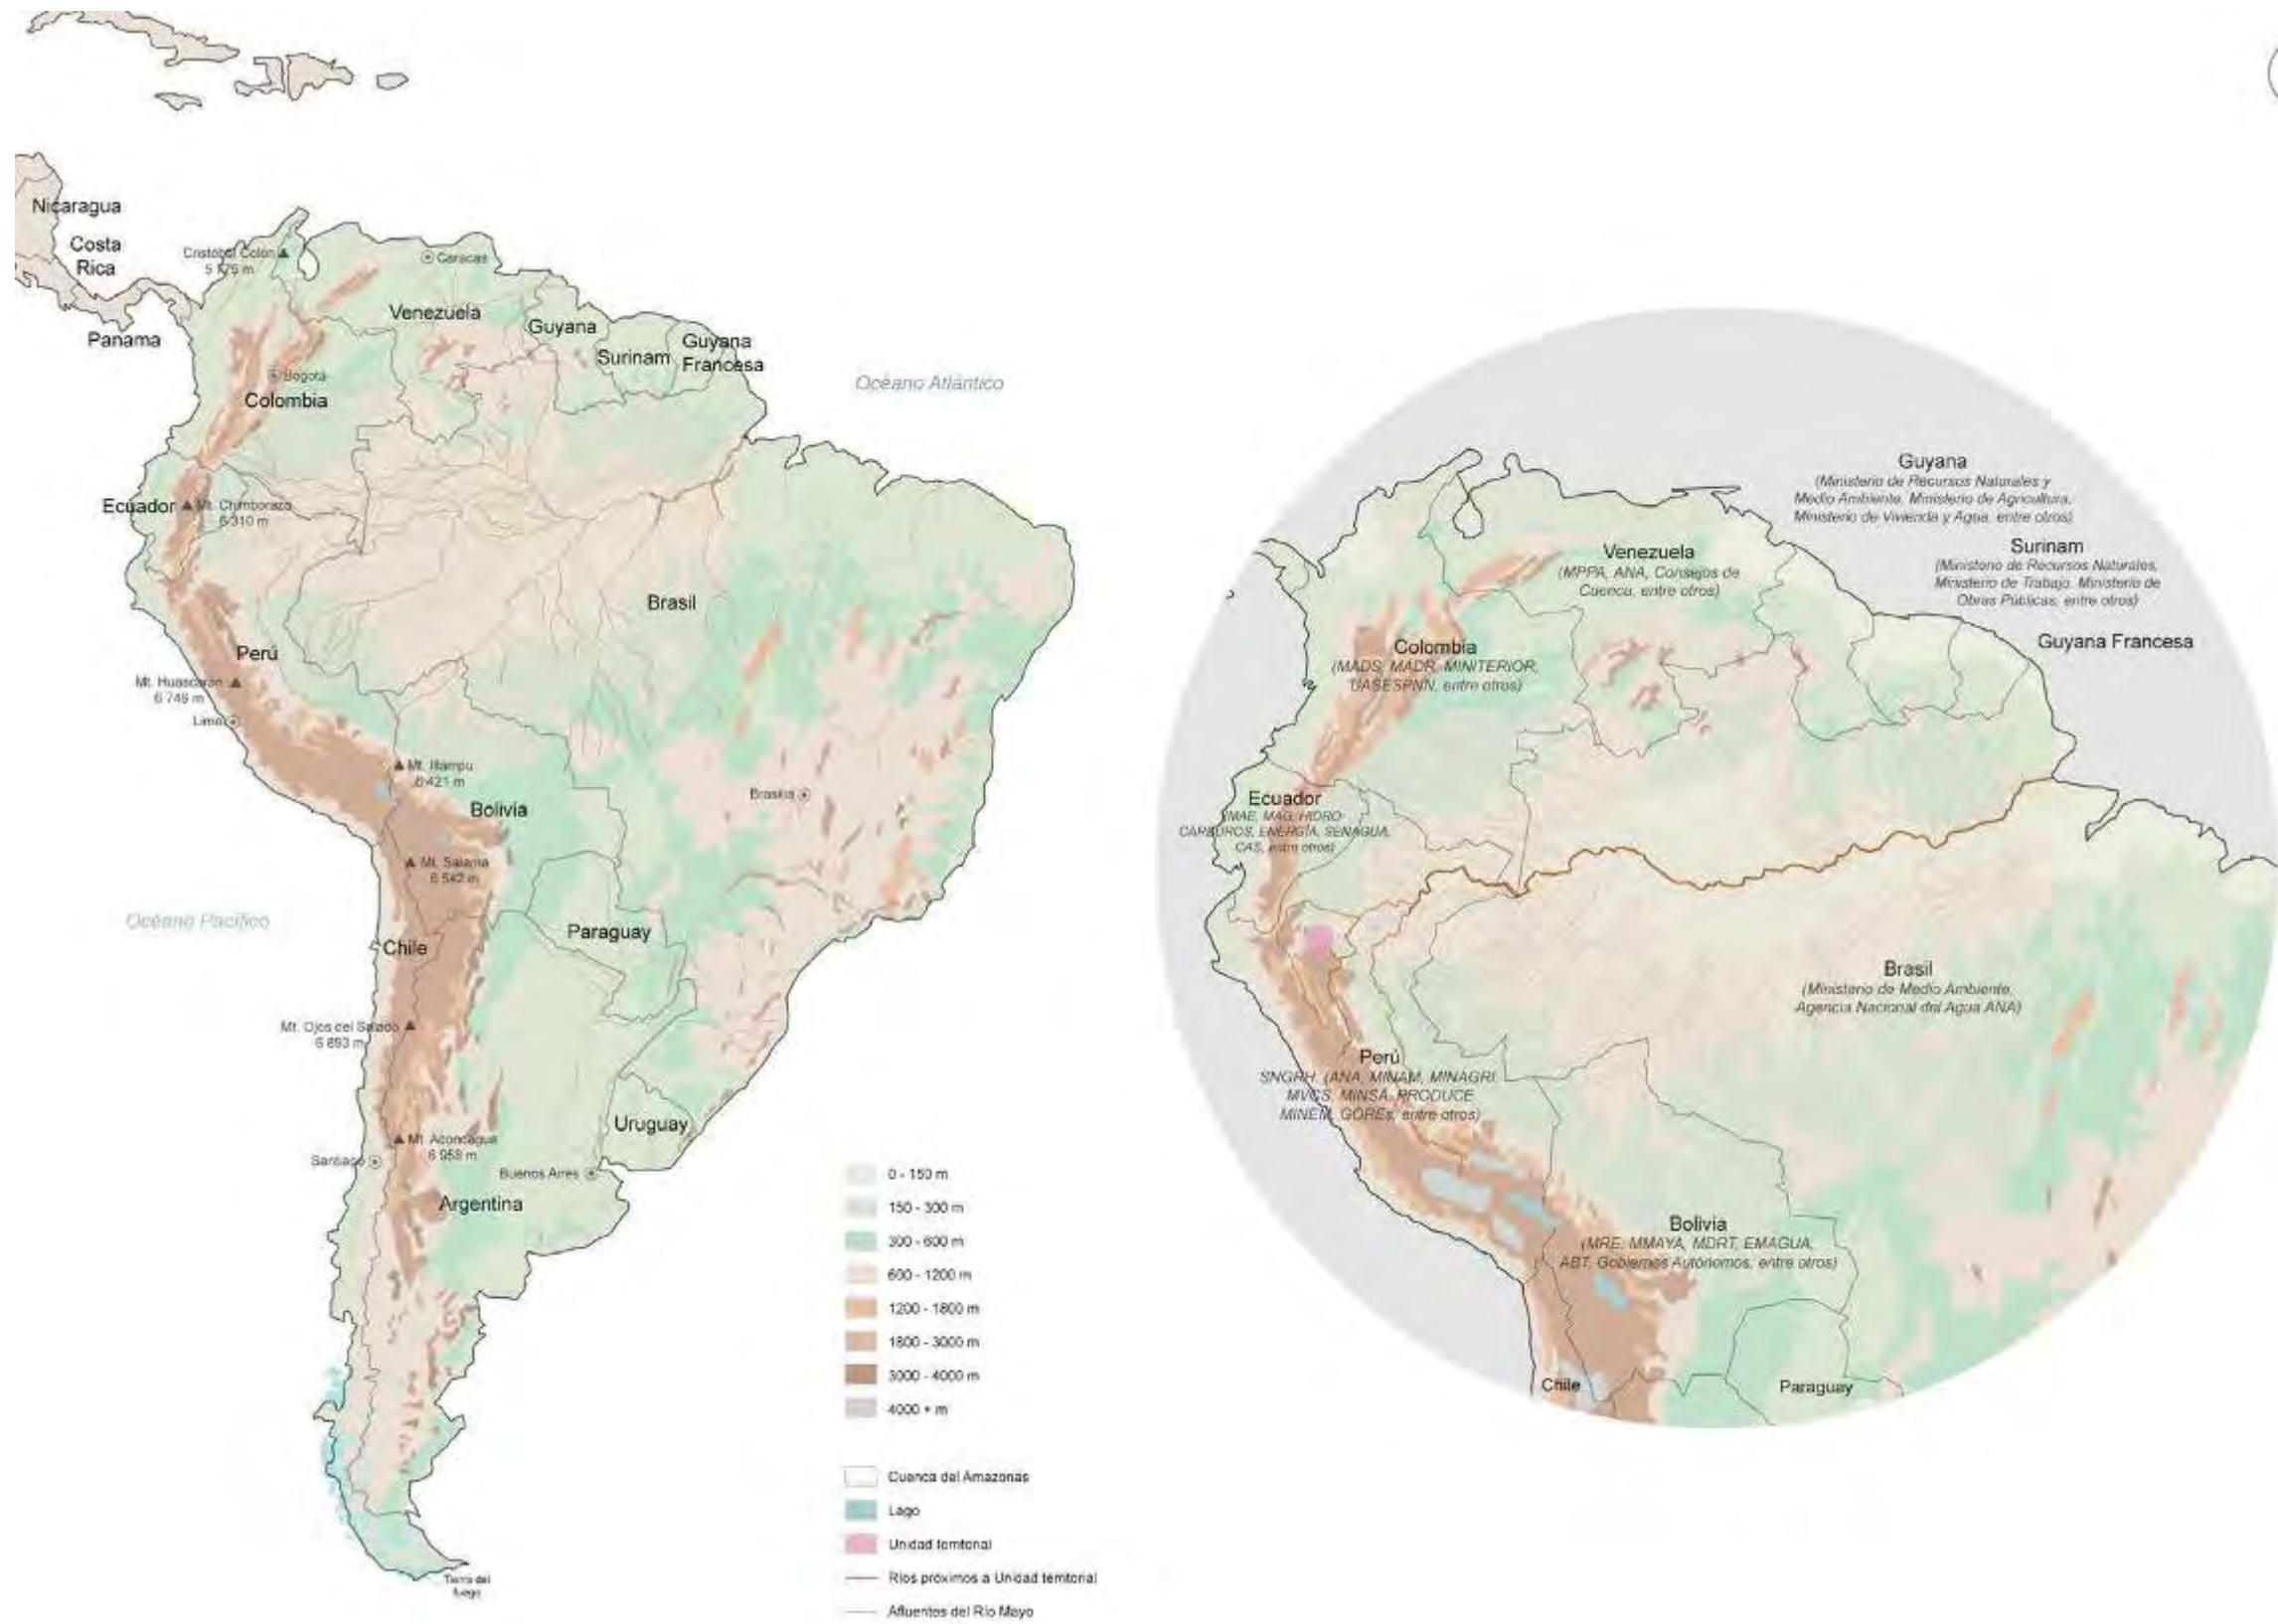 Nicaragua
Costa
Rica
Panama
Cristóbal Colón
5 775 m
Caracas
Venezuela
Guyana
Surinam
Guyana
Francesa
Océano Atlántico
Bogotá
Colombia
Ecuador
Mt. Chimborazo
6 310 m
Brasil
Perú
Mt. Huascarán
6 746 m
Lima
Mt. Illampu
6 421 m
Bolivia
Brasilia
Mt. Sajama
6 542 m
Océano Pacífico
Paraguay
Chile
Mt. Ojos del Salado
6 893 m
Uruguay
Mt. Aconcagua
6 958 m
Santiago
Buenos Aires
Argentina
Tierra del
fuego
0 - 150 m
150 - 300 m
300 - 600 m
600 - 1200 m
1200 - 1800 m
1800 - 3000 m
3000 - 4000 m
4000 + m
Cuenca del Amazonas
Lago
Unidad territorial
Ríos próximos a Unidad territorial
Afluentes del Río Mayo
Guyana
(Ministerio de Recursos Naturales y
Medio Ambiente, Ministerio de Agricultura,
Ministerio de Vivienda y Agua, entre otros)
Surinam
(Ministerio de Recursos Naturales,
Ministerio de Trabajo, Ministerio de
Obras Públicas, entre otros)
Guyana Francesa
Venezuela
(MPPA, ANA, Consejos de
Cuenca, entre otros)
Colombia
(MADS, MADR, MINITERIOR,
UASESPNN, entre otros)
Ecuador
(MAE, MAG, HIDRO-
CARBUROS, ENERGÍA, SENAGUA,
CAS, entre otros)
Brasil
(Ministerio de Medio Ambiente,
Agencia Nacional del Agua ANA)
Perú
SNGRH (ANA, MINAM, MINAGRI
MVCS, MINSA, PRODUCE
MINEM, GOREs, entre otros)
Bolivia
(MRE, MMAYA, MDRT, EMAGUA,
ABT, Gobiernos Autónomos, entre otros)
Chile
Paraguay